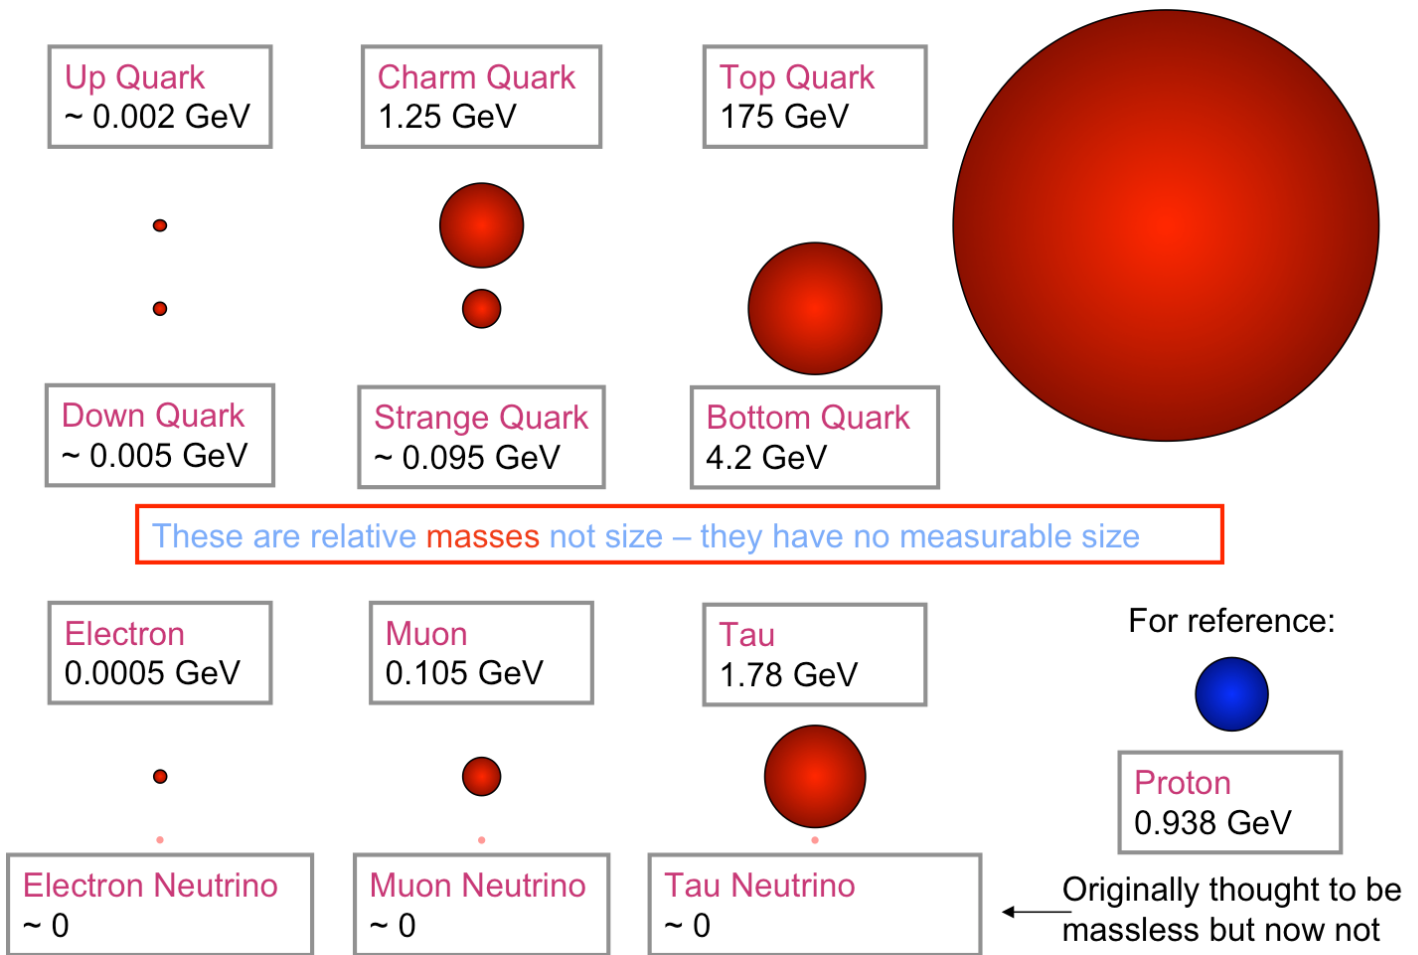 Up Quark
~ 0.002 GeV
Charm Quark
1.25 GeV
Top Quark
175 GeV
Down Quark
~ 0.005 GeV
Strange Quark
~ 0.095 GeV
Bottom Quark
4.2 GeV
These are relative masses not size – they have no measurable size
Electron
0.0005 GeV
Muon
0.105 GeV
Tau
1.78 GeV
For reference:
Proton
0.938 GeV
Electron Neutrino
~ 0
Muon Neutrino
~ 0
Tau Neutrino
~ 0
Originally thought to be
massless but now not